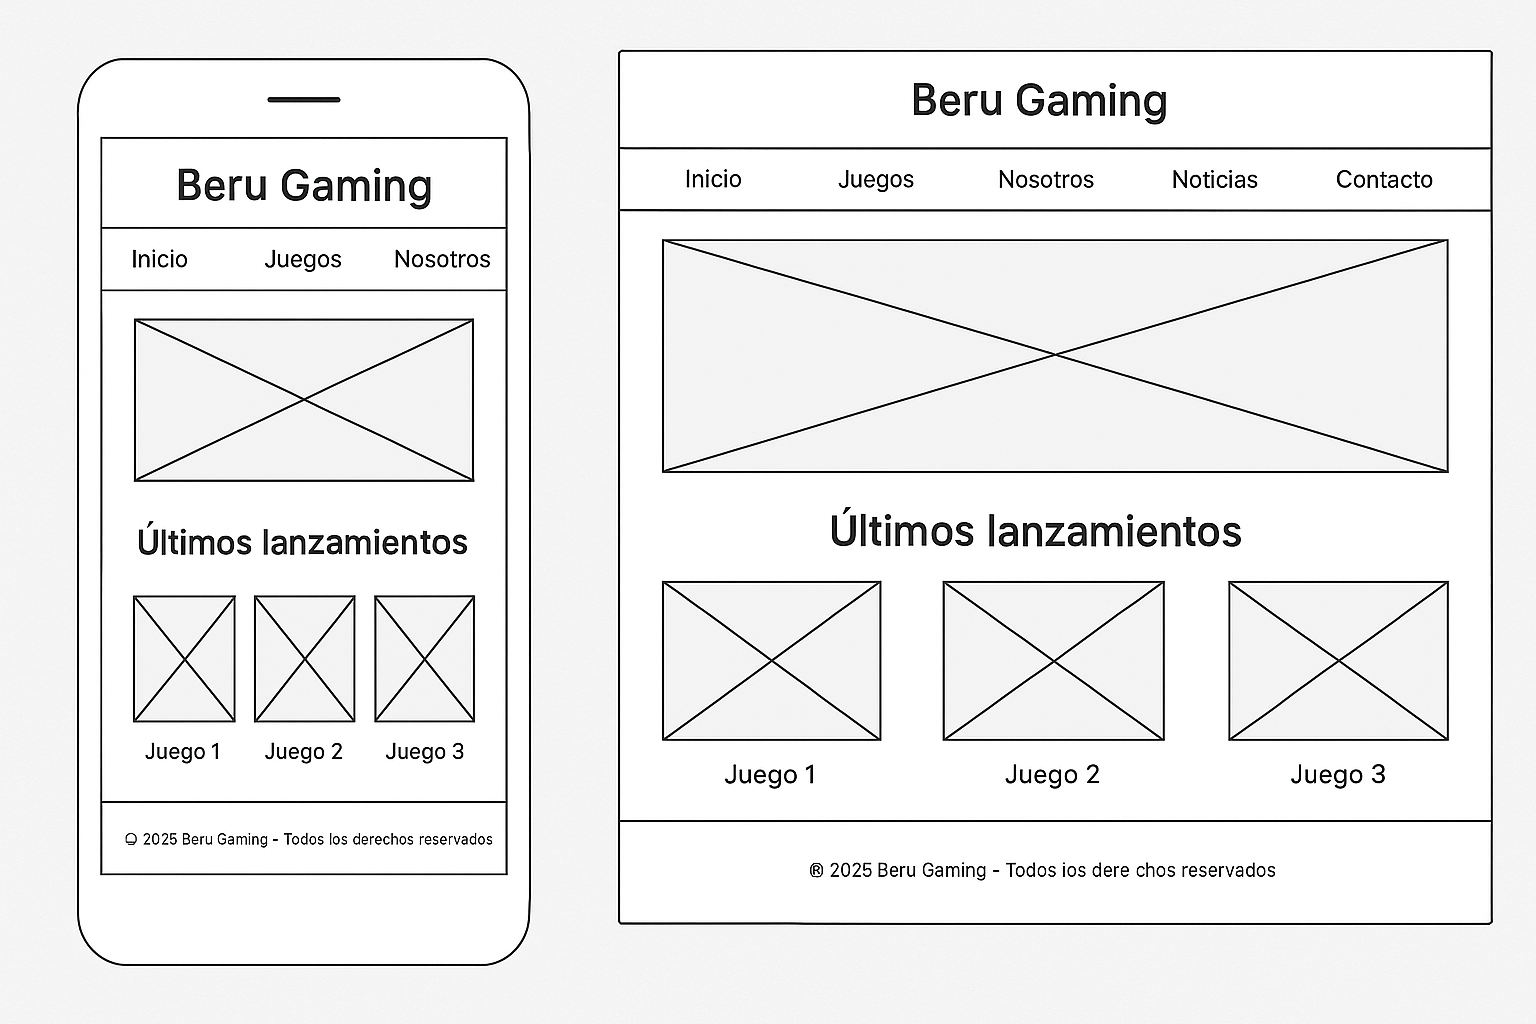 Beru Gaming
Inicio Juegos Nosotros
Últimos lanzamientos
Juego 1 Juego 2 Juego 3
2025 Beru Gaming - Todos los derechos reservados
Beru Gaming
Inicio Juegos Nosotros Noticias Contacto
Últimos lanzamientos
Juego 1 Juego 2 Juego 3
® 2025 Beru Gaming - Todos ios dere chos reservados